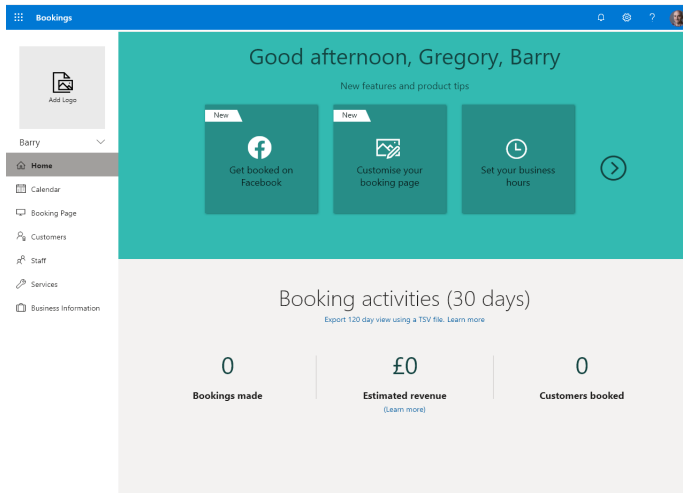 Bookings
?
Add Logo
Barry
Home
Calendar
Booking Page
Customers
Staff
Services
Business Information
Good afternoon, Gregory, Barry
New features and product tips
New
Get booked on
Facebook
New
Customise your
booking page
Set your business
hours
Booking activities (30 days)
Export 120 day view using a TSV file. Learn more
0
Bookings made
£0
Estimated revenue
(Learn more)
0
Customers booked